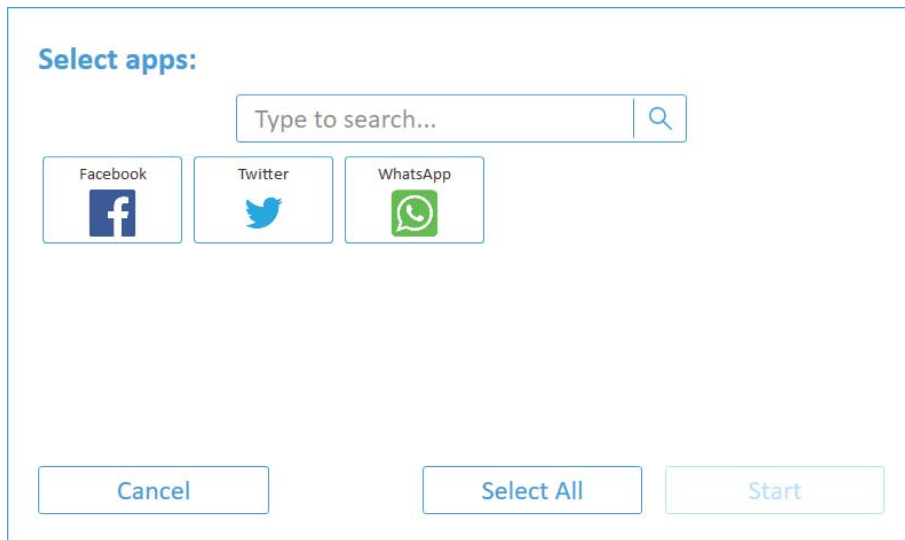 Select apps:
Type to search...
Facebook
Twitter
WhatsApp
Cancel
Select All
Start